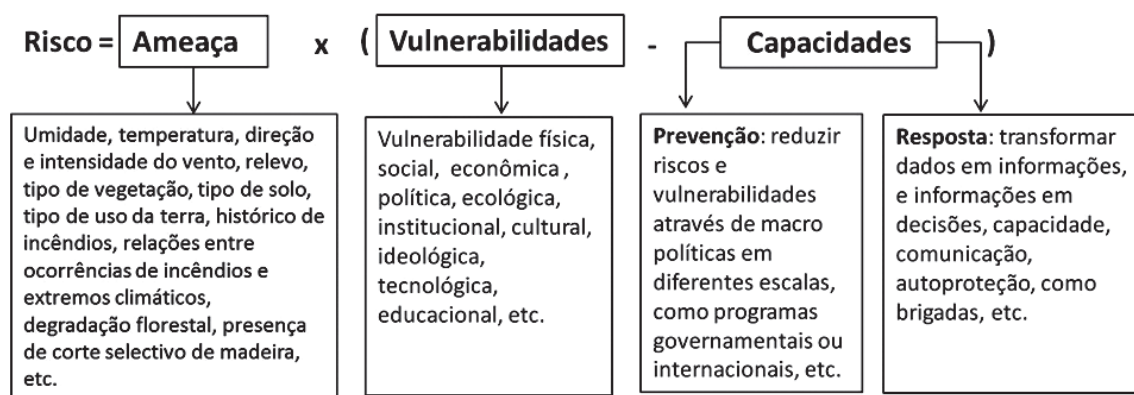 Risco = Ameaça x ( Vulnerabilidades - Capacidades )
Umidade, temperatura, direção
e intensidade do vento, relevo,
tipo de vegetação, tipo de solo,
tipo de uso da terra, histórico de
incêndios, relações entre
ocorrências de incêndios e
extremos climáticos,
degradação florestal, presença
de corte selectivo de madeira,
etc.
Vulnerabilidade física,
social, econômica ,
política, ecológica,
institucional, cultural,
ideológica,
tecnológica,
educacional, etc.
Prevenção: reduzir
riscos e
vulnerabilidades
através de macro
políticas em
diferentes escalas,
como programas
governamentais ou
internacionais, etc.
Resposta: transformar
dados em informações,
e informações em
decisões, capacidade,
comunicação,
autoproteção, como
brigadas, etc.